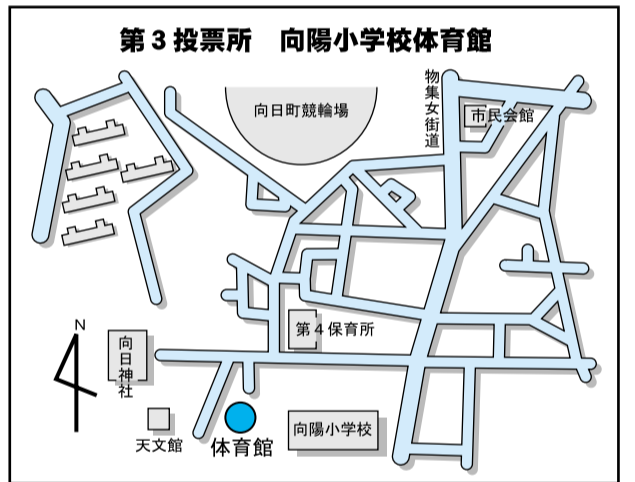 第3投票所　向陽小学校体育館
向日町競輪場
物集女街道
市民会館
第4保育所
N
向日神社
天文館
体育館
向陽小学校